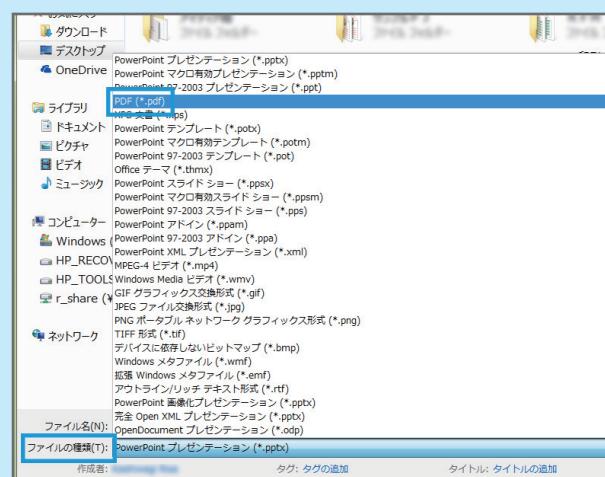 ダウンロード
デスクトップ
OneDrive
PowerPoint プレゼンテーション (*.pptx)
PowerPoint マクロ有効プレゼンテーション (*.pptm)
PowerPoint 97-2003 プレゼンテーション (*.ppt)
PDF (*.pdf)
XPS 文書 (*.xps)
PowerPoint テンプレート (*.potx)
PowerPoint マクロ有効テンプレート (*.potm)
PowerPoint 97-2003 テンプレート (*.pot)
Office テーマ (*.thmx)
PowerPoint スライド ショー (*.ppsx)
PowerPoint マクロ有効スライド ショー (*.ppsm)
PowerPoint 97-2003 スライド ショー (*.pps)
PowerPoint アドイン (*.ppam)
PowerPoint 97-2003 アドイン (*.ppa)
PowerPoint XML プレゼンテーション (*.xml)
MPEG-4 ビデオ (*.mp4)
Windows Media ビデオ (*.wmv)
GIF グラフィックス交換形式 (*.gif)
JPEG ファイル交換形式 (*.jpg)
PNG ポータブル ネットワーク グラフィックス形式 (*.png)
TIFF 形式 (*.tif)
デバイスに依存しないビットマップ (*.bmp)
Windows メタファイル (*.wmf)
拡張 Windows メタファイル (*.emf)
アウトライン/リッチ テキスト形式 (*.rtf)
PowerPoint 画像化プレゼンテーション (*.pptx)
完全 Open XML プレゼンテーション (*.pptx)
OpenDocument プレゼンテーション (*.odp)
ライブラリ
ドキュメント
ピクチャ
ビデオ
ミュージック
コンピューター
Windows (
HP_RECOV
HP_TOOLS
r_share (¥
ネットワーク
ファイル名(N):
ファイルの種類(T): PowerPoint プレゼンテーション (*.pptx)
作成者:
タグ: タグの追加
タイトル: タイトルの追加